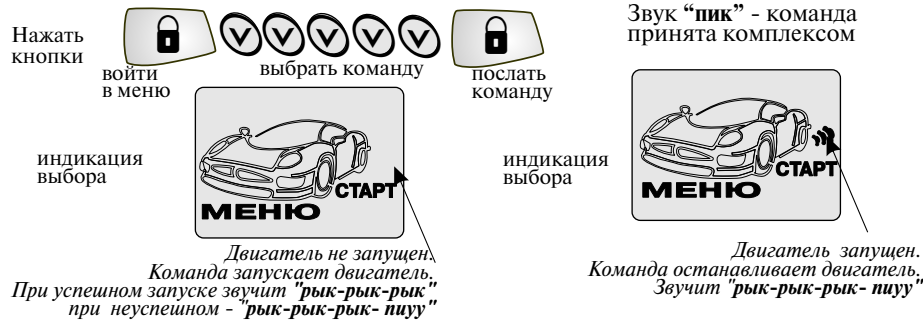 Нажать
кнопки
войти
в меню
выбрать команду
послать
команду
Звук “пик” - команда
принята комплексом
индикация
выбора
СТАРТ
МЕНЮ
Двигатель не запущен.
Команда запускает двигатель.
При успешном запуске звучит "рык-рык-рык"
при неуспешном - "рык-рык-рык- пиуу"
индикация
выбора
СТАРТ
МЕНЮ
Двигатель запущен.
Команда останавливает двигатель.
Звучит "рык-рык-рык- пиуу"